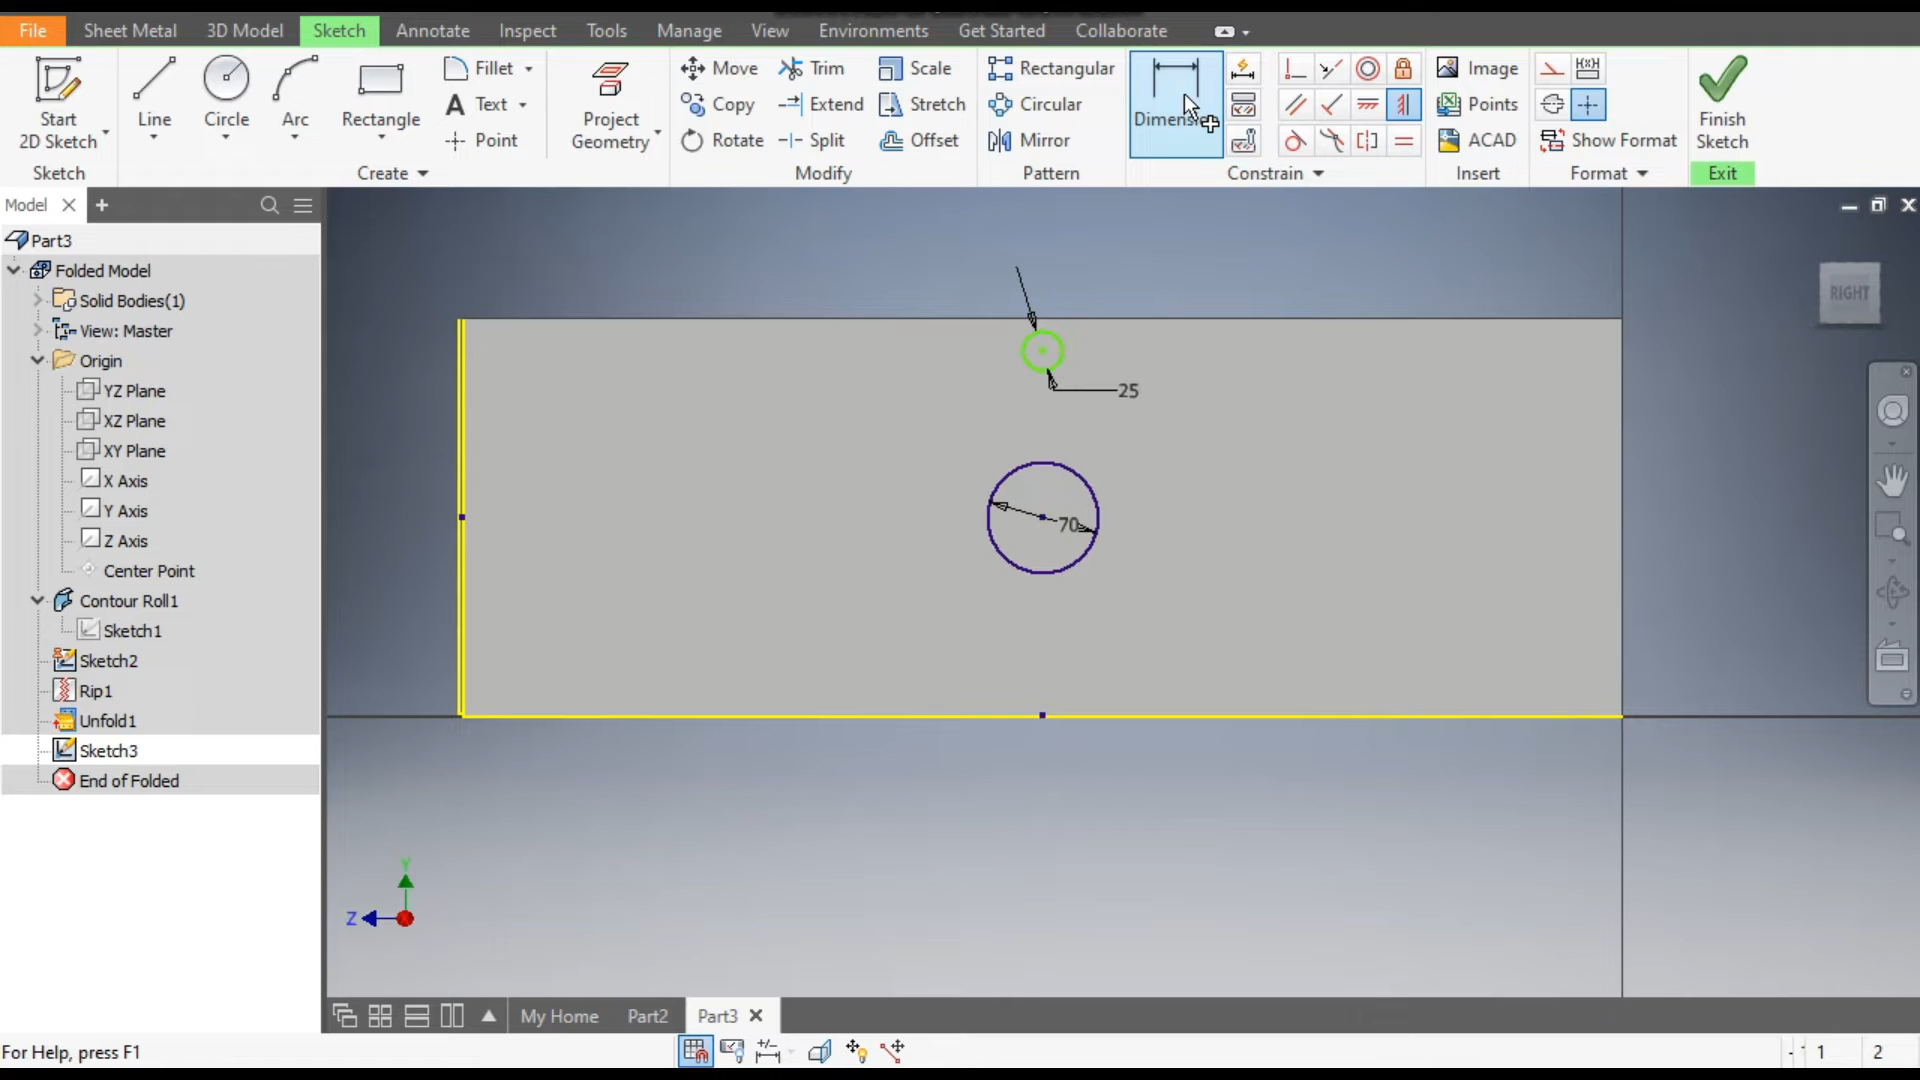 File Sheet Metal 3D Model Sketch Annotate Inspect Tools Manage View Environments Get Started Collaborate
Start
2D Sketch
Line
Circle
Arc
Rectangle
Fillet
Text
Point
Project
Geometry
Move
Copy
Rotate
Trim
Extend
Split
Scale
Stretch
Offset
Rectangular
Circular
Mirror
Image
Points
ACAD
Show Format
Finish
Sketch
Sketch Create Modify Pattern Constrain Insert Format Exit
Model
RIGHT
Part3
Folded Model
Solid Bodies(1)
View: Master
Origin
YZ Plane
XZ Plane
XY Plane
X Axis
Y Axis
Z Axis
Center Point
Contour Roll1
Sketch1
Sketch2
Rip1
Unfold1
Sketch3
End of Folded
25
70
Y
Z
My Home Part2 Part3
For Help, press F1
1 2